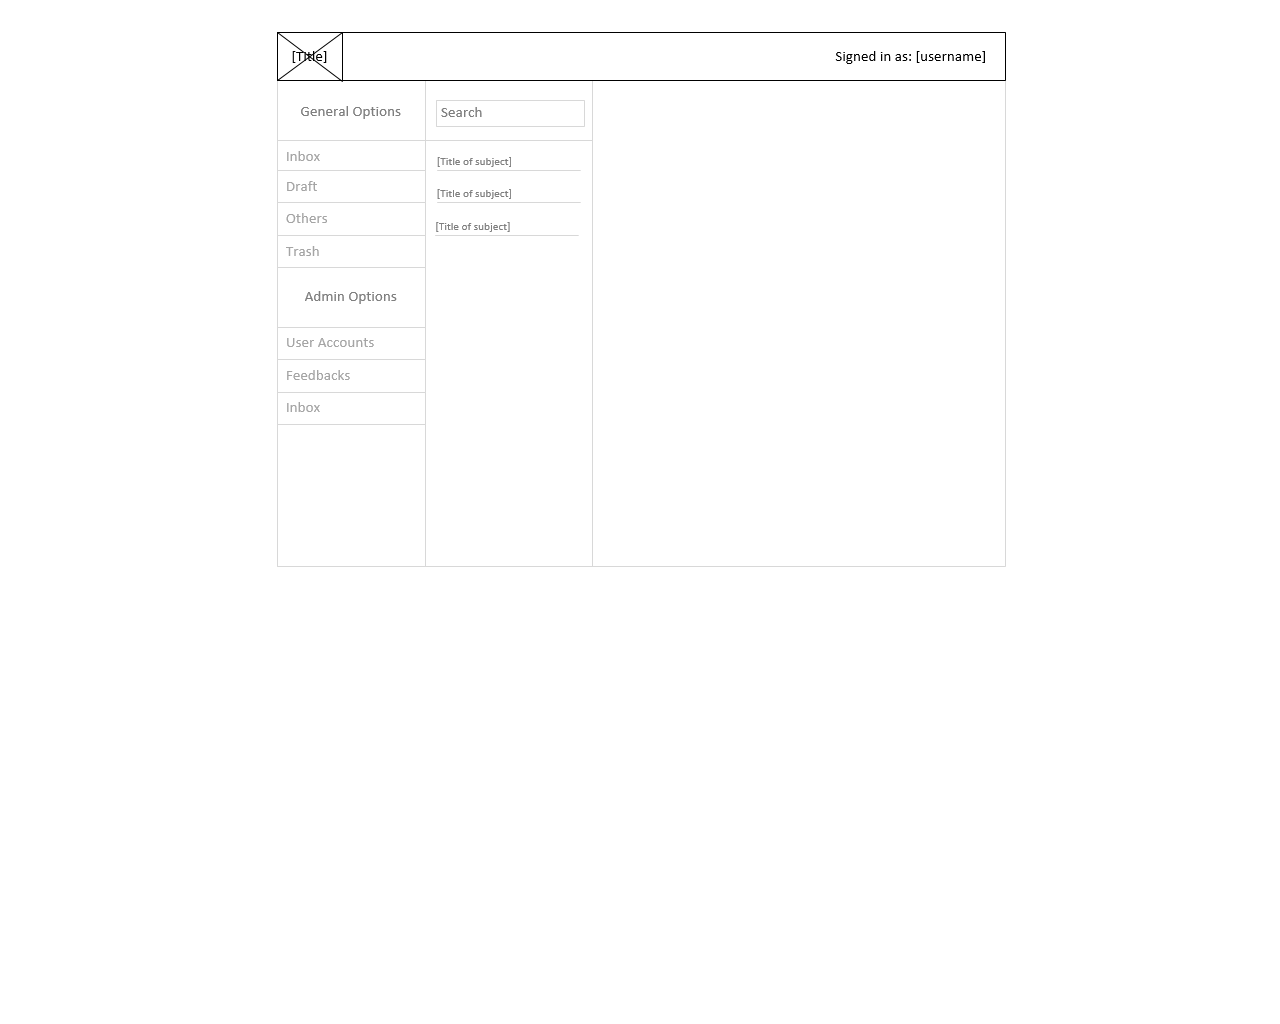 [Title]
Signed in as: [username]
General Options
Inbox
Draft
Others
Trash
Admin Options
User Accounts
Feedbacks
Inbox
Search
[Title of subject]
[Title of subject]
[Title of subject]